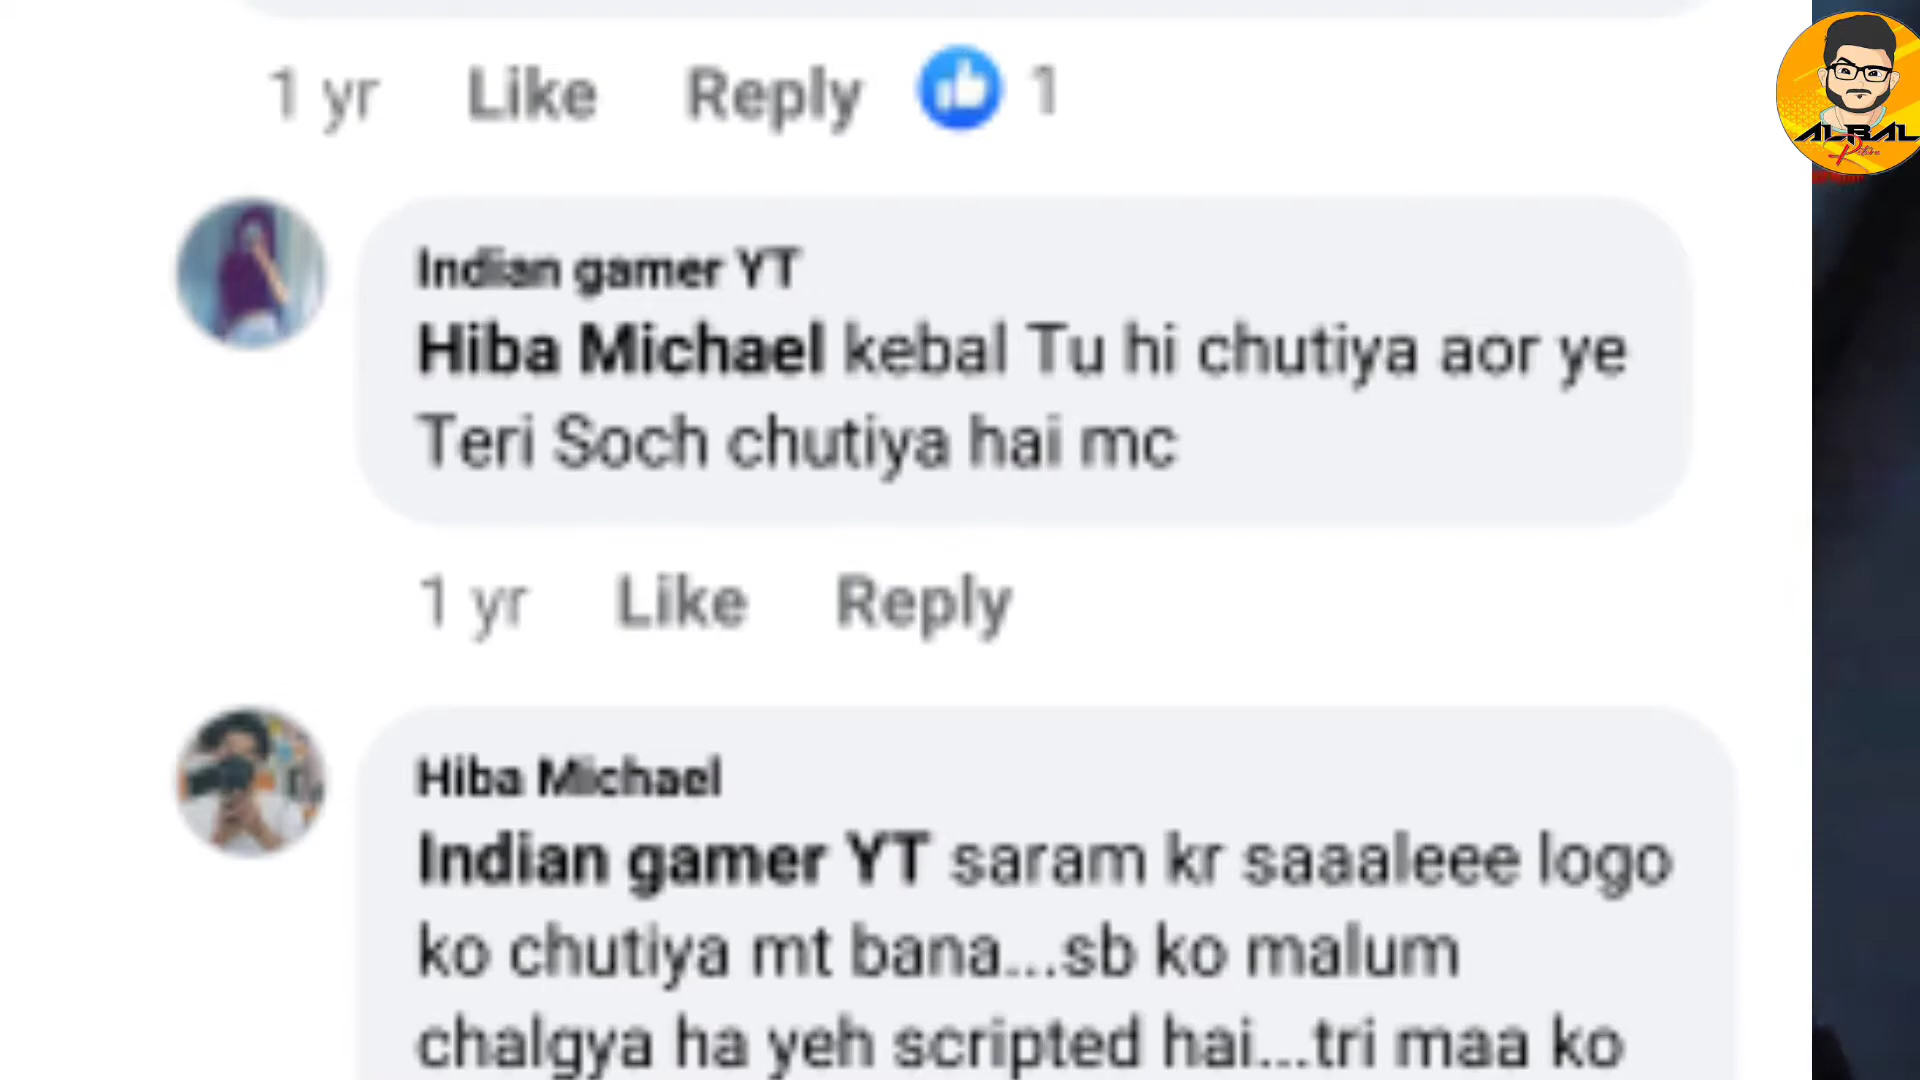 1 yr Like Reply 1
ALBAL
Indian gamer YT
Hiba Michael kebal Tu hi chutiya aor ye
Teri Soch chutiya hai mc
1 yr Like Reply
Hiba Michael
Indian gamer YT saram kr saaaleee logo
ko chutiya mt bana...sb ko malum
chalgya ha yeh scripted hai...tri maa ko